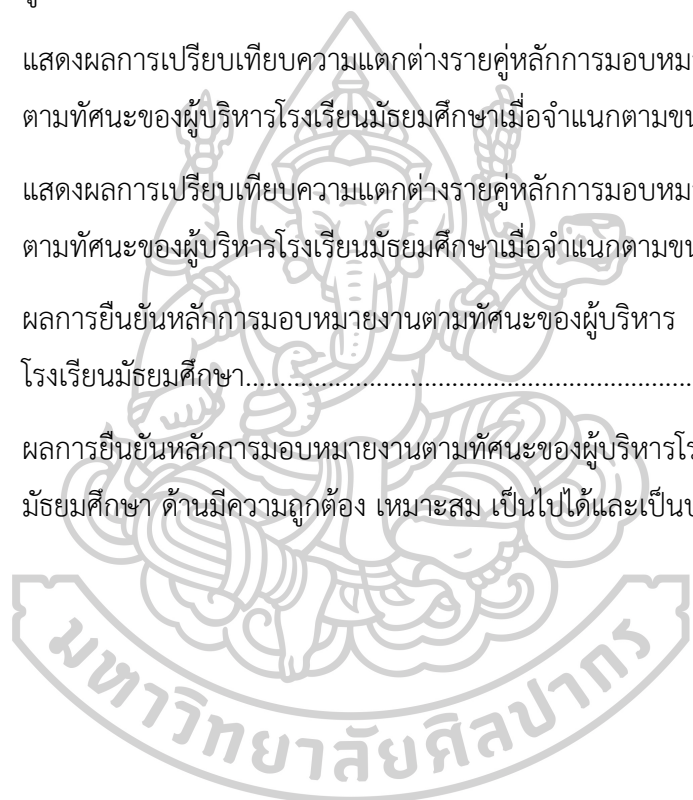 แสดงผลการเปรียบเทียบความแตกต่างรายคู่หลักการมอบหมา
ตามทัศนะของผู้บริหารโรงเรียนมัธยมศึกษาเมื่อจำแนกตามขน
แสดงผลการเปรียบเทียบความแตกต่างรายคู่หลักการมอบหมา
ตามทัศนะของผู้บริหารโรงเรียนมัธยมศึกษาเมื่อจำแนกตามขน
ผลการยืนยันหลักการมอบหมายงานตามทัศนะของผู้บริหาร
โรงเรียนมัธยมศึกษา..............................................................
ผลการยืนยันหลักการมอบหมายงานตามทัศนะของผู้บริหารโร
มัธยมศึกษา ด้านมีความถูกต้อง เหมาะสม เป็นไปได้และเป็นป
มหาวิทยาลัยศิลปากร